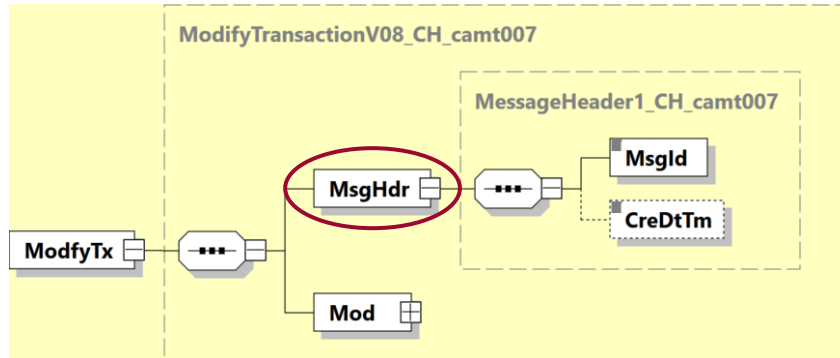 ModifyTransactionV08_CH_camt007
MessageHeader1_CH_camt007
MsgId
MsgHdr
CreDtTm
ModfyTx
Mod